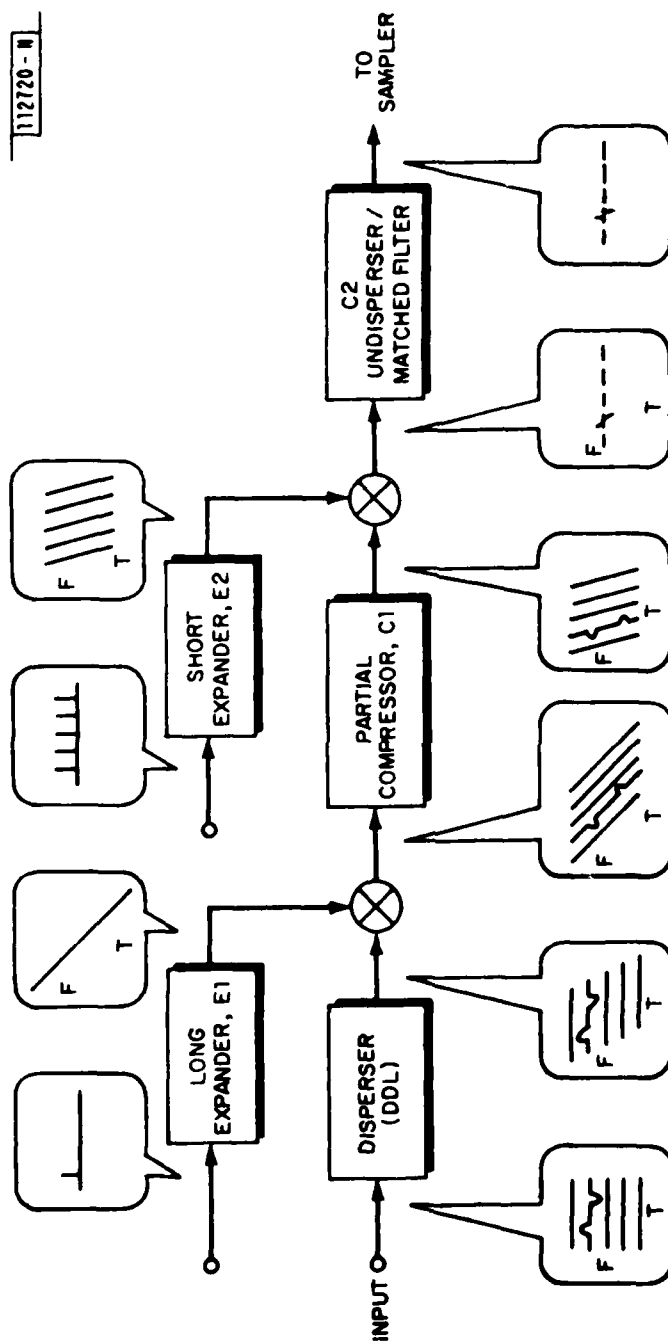 112720-N
F
T
F
T
LONG
EXPANDER, E1
SHORT
EXPANDER, E2
INPUT
DISPERSER
(DDL)
PARTIAL
COMPRESSOR, C1
C2
UNDISPERSER/
MATCHED FILTER
TO
SAMPLER
F
T
F
F
T
F
F
T